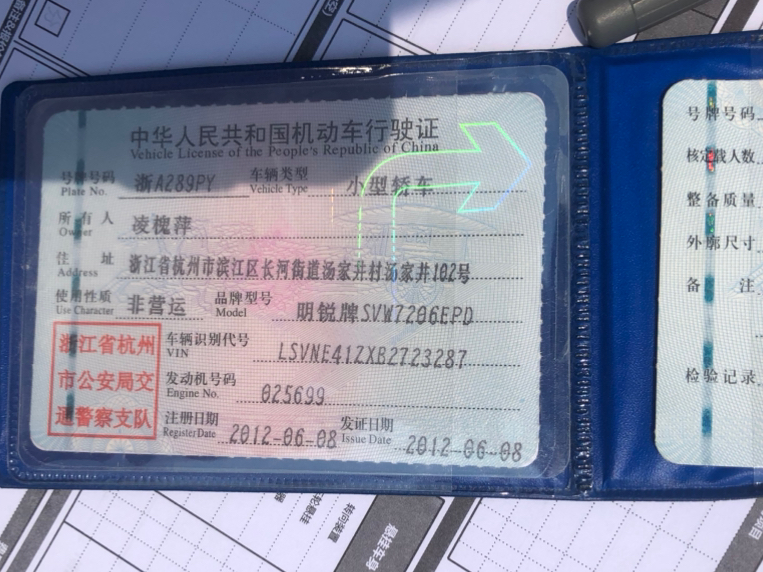 中华人民共和国机动车行驶证
Vehicle License of the People's Republic of China
号牌号码 浙A289PY 车辆类型 小型轿车
Plate No. Vehicle Type
所有人 凌槐萍
Owner
住址 浙江省杭州市滨江区长河街道汤家井村汤家井102号
Address
使用性质 非营运 品牌型号 明锐牌SVW7206EPD
Use Character Model
浙江省杭州
市公安局交
通警察支队
车辆识别代号 LSVNE41ZXB2723287
VIN
发动机号码 025699
Engine No.
注册日期 2012-06-08 发证日期 2012-06-08
Register Date Issue Date
号牌号码
核定载人数
整备质量
外廓尺寸
备注
检验记录
转向装置
悬挂车身